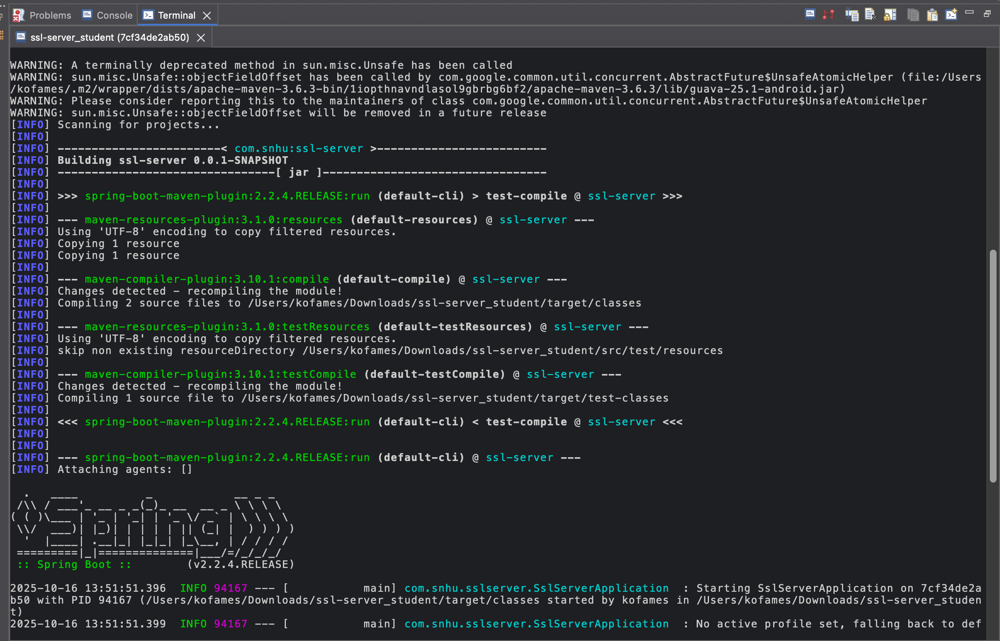 Problems Console Terminal
ssl-server_student (7cf34de2ab50)
WARNING: A terminally deprecated method in sun.misc.Unsafe has been called
WARNING: sun.misc.Unsafe::objectFieldOffset has been called by com.google.common.util.concurrent.AbstractFuture$UnsafeAtomicHelper (file:/Users
/kofames/.m2/wrapper/dists/apache-maven-3.6.3-bin/1iopthnavndlasol9gbrbg6bf2/apache-maven-3.6.3/lib/guava-25.1-android.jar)
WARNING: Please consider reporting this to the maintainers of class com.google.common.util.concurrent.AbstractFuture$UnsafeAtomicHelper
WARNING: sun.misc.Unsafe::objectFieldOffset will be removed in a future release
[INFO] Scanning for projects...
[INFO]
[INFO] ------------------------< com.snhu:ssl-server >-------------------------
[INFO] Building ssl-server 0.0.1-SNAPSHOT
[INFO] --------------------------------[ jar ]---------------------------------
[INFO]
[INFO] >>> spring-boot-maven-plugin:2.2.4.RELEASE:run (default-cli) > test-compile @ ssl-server >>>
[INFO]
[INFO] --- maven-resources-plugin:3.1.0:resources (default-resources) @ ssl-server ---
[INFO] Using 'UTF-8' encoding to copy filtered resources.
[INFO] Copying 1 resource
[INFO] Copying 1 resource
[INFO]
[INFO] --- maven-compiler-plugin:3.10.1:compile (default-compile) @ ssl-server ---
[INFO] Changes detected - recompiling the module!
[INFO] Compiling 2 source files to /Users/kofames/Downloads/ssl-server_student/target/classes
[INFO]
[INFO] --- maven-resources-plugin:3.1.0:testResources (default-testResources) @ ssl-server ---
[INFO] Using 'UTF-8' encoding to copy filtered resources.
[INFO] skip non existing resourceDirectory /Users/kofames/Downloads/ssl-server_student/src/test/resources
[INFO]
[INFO] --- maven-compiler-plugin:3.10.1:testCompile (default-testCompile) @ ssl-server ---
[INFO] Changes detected - recompiling the module!
[INFO] Compiling 1 source file to /Users/kofames/Downloads/ssl-server_student/target/test-classes
[INFO]
[INFO] <<< spring-boot-maven-plugin:2.2.4.RELEASE:run (default-cli) < test-compile @ ssl-server <<<
[INFO]
[INFO]
[INFO] --- spring-boot-maven-plugin:2.2.4.RELEASE:run (default-cli) @ ssl-server ---
[INFO] Attaching agents: []
  .   ____          _            __ _ _
 /\\ / ___'_ __ _ _(_)_ __  __ _ \ \ \ \
( ( )\___ | '_ | '_| | '_ \/ _` | \ \ \ \
 \\/  ___)| |_)| | | | | || (_| |  ) ) ) )
  '  |____| .__|_| |_|_| |_\__, | / / / /
 =========|_|==============|___/=/_/_/_/
 :: Spring Boot ::        (v2.2.4.RELEASE)
2025-10-16 13:51:51.396  INFO 94167 --- [           main] com.snhu.sslserver.SslServerApplication  : Starting SslServerApplication on 7cf34de2a
b50 with PID 94167 (/Users/kofames/Downloads/ssl-server_student/target/classes started by kofames in /Users/kofames/Downloads/ssl-server_studen
t)
2025-10-16 13:51:51.399  INFO 94167 --- [           main] com.snhu.sslserver.SslServerApplication  : No active profile set, falling back to def